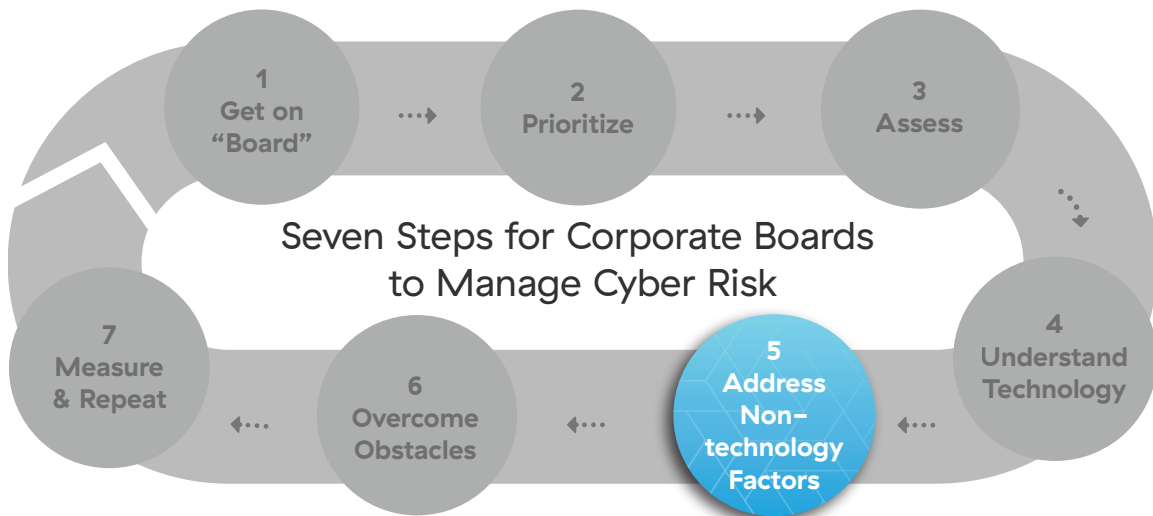 1
Get on
“Board”
2
Prioritize
3
Assess
Seven Steps for Corporate Boards
to Manage Cyber Risk
4
Understand
Technology
5
Address
Non-
technology
Factors
6
Overcome
Obstacles
7
Measure
& Repeat